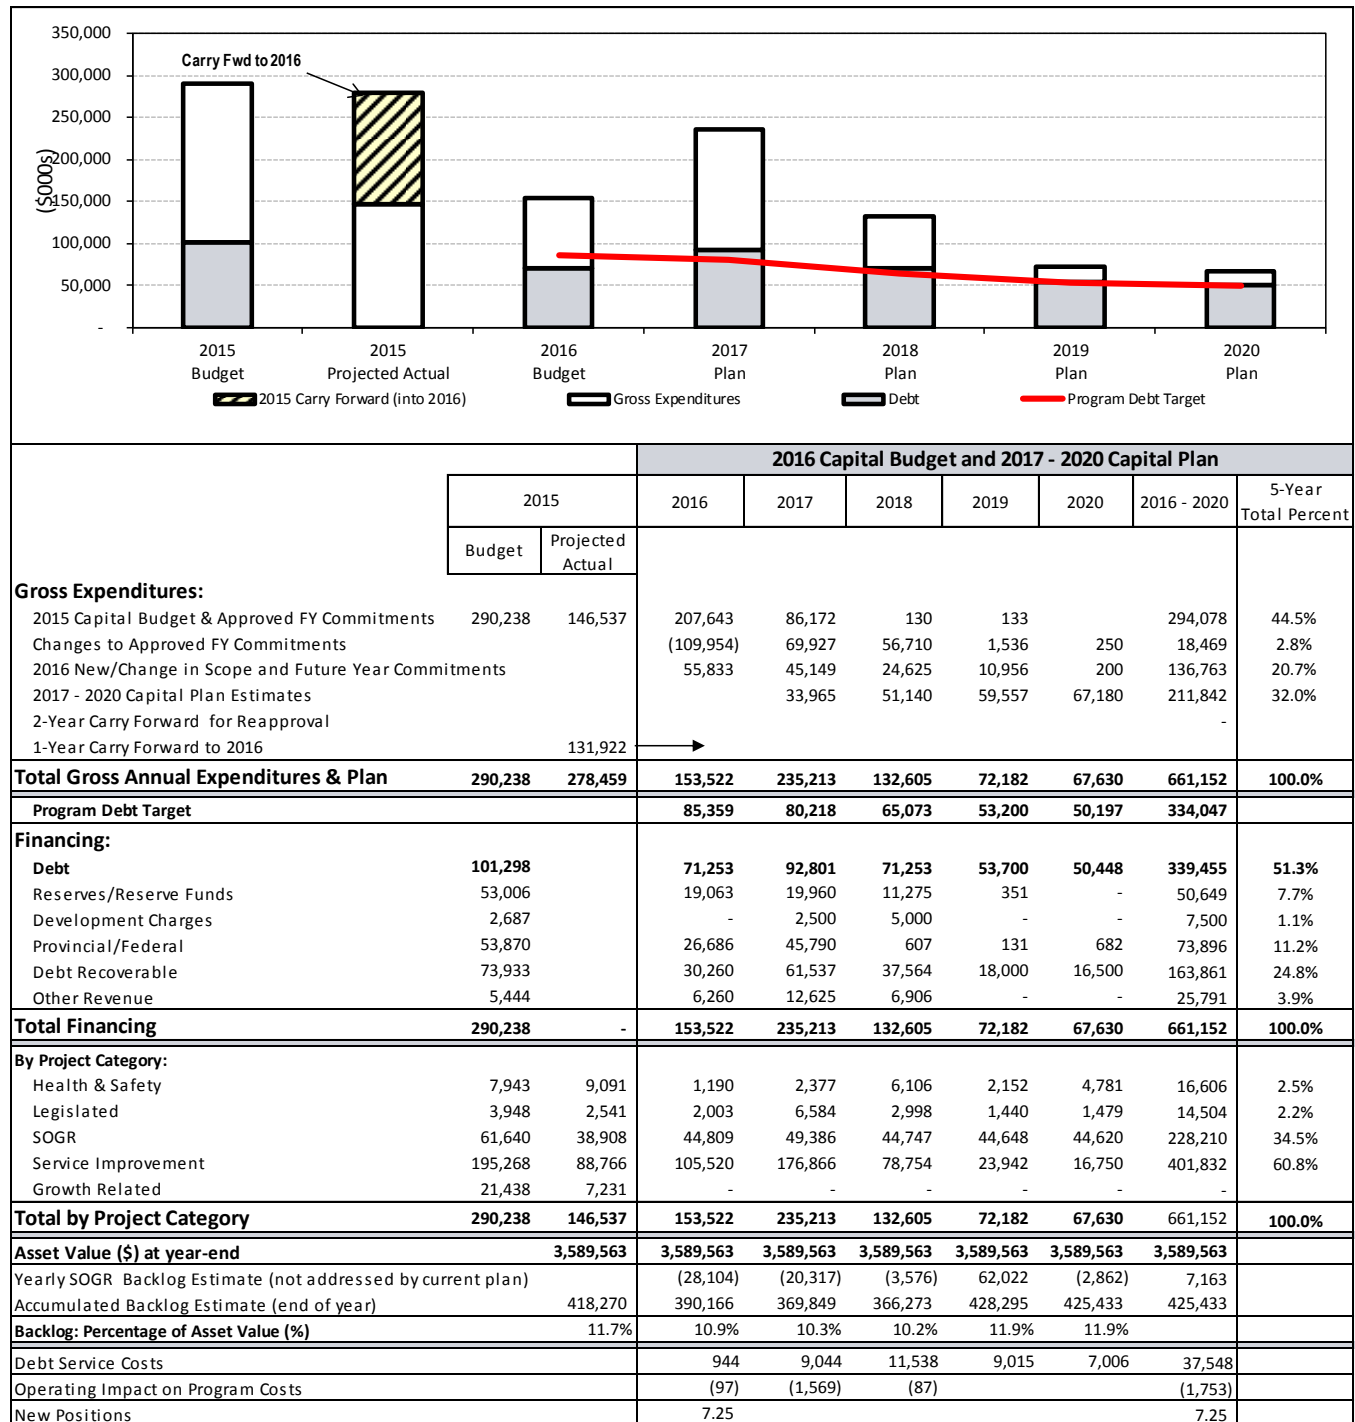 350,000
300,000
250,000
200,000
150,000
100,000
50,000
-
($000s)
Carry Fwd to 2016
2015 Budget
2015 Projected Actual
2016 Budget
2017 Plan
2018 Plan
2019 Plan
2020 Plan
2015 Carry Forward (into 2016) Gross Expenditures Debt Program Debt Target
2016 Capital Budget and 2017 - 2020 Capital Plan
2015 2016 2017 2018 2019 2020 2016 - 2020 5-Year Total Percent
Budget Projected Actual
Gross Expenditures:
2015 Capital Budget & Approved FY Commitments 290,238 146,537 207,643 86,172 130 133 294,078 44.5%
Changes to Approved FY Commitments (109,954) 69,927 56,710 1,536 250 18,469 2.8%
2016 New/Change in Scope and Future Year Commitments 55,833 45,149 24,625 10,956 200 136,763 20.7%
2017 - 2020 Capital Plan Estimates 33,965 51,140 59,557 67,180 211,842 32.0%
2-Year Carry Forward for Reapproval -
1-Year Carry Forward to 2016 131,922
Total Gross Annual Expenditures & Plan 290,238 278,459 153,522 235,213 132,605 72,182 67,630 661,152 100.0%
Program Debt Target 85,359 80,218 65,073 53,200 50,197 334,047
Financing:
Debt 101,298 71,253 92,801 71,253 53,700 50,448 339,455 51.3%
Reserves/Reserve Funds 53,006 19,063 19,960 11,275 351 - 50,649 7.7%
Development Charges 2,687 - 2,500 5,000 - - 7,500 1.1%
Provincial/Federal 53,870 26,686 45,790 607 131 682 73,896 11.2%
Debt Recoverable 73,933 30,260 61,537 37,564 18,000 16,500 163,861 24.8%
Other Revenue 5,444 6,260 12,625 6,906 - - 25,791 3.9%
Total Financing 290,238 - 153,522 235,213 132,605 72,182 67,630 661,152 100.0%
By Project Category:
Health & Safety 7,943 9,091 1,190 2,377 6,106 2,152 4,781 16,606 2.5%
Legislated 3,948 2,541 2,003 6,584 2,998 1,440 1,479 14,504 2.2%
SOGR 61,640 38,908 44,809 49,386 44,747 44,648 44,620 228,210 34.5%
Service Improvement 195,268 88,766 105,520 176,866 78,754 23,942 16,750 401,832 60.8%
Growth Related 21,438 7,231 - - - - - -
Total by Project Category 290,238 146,537 153,522 235,213 132,605 72,182 67,630 661,152 100.0%
Asset Value ($) at year-end 3,589,563 3,589,563 3,589,563 3,589,563 3,589,563 3,589,563 3,589,563
Yearly SOGR Backlog Estimate (not addressed by current plan) (28,104) (20,317) (3,576) 62,022 (2,862) 7,163
Accumulated Backlog Estimate (end of year) 418,270 390,166 369,849 366,273 428,295 425,433 425,433
Backlog: Percentage of Asset Value (%) 11.7% 10.9% 10.3% 10.2% 11.9% 11.9%
Debt Service Costs 944 9,044 11,538 9,015 7,006 37,548
Operating Impact on Program Costs (97) (1,569) (87) (1,753)
New Positions 7.25 7.25